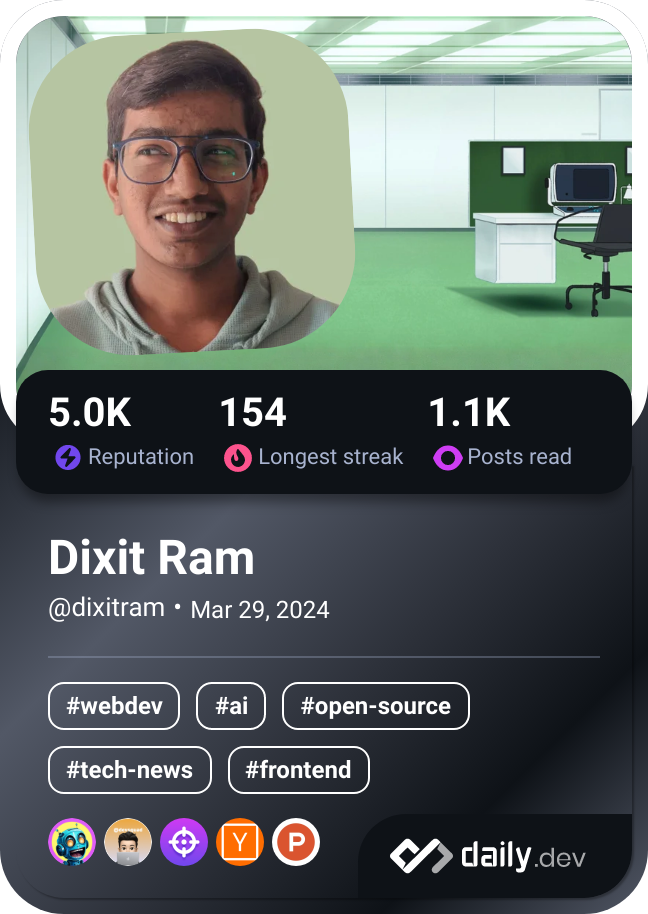 5.0K 154 1.1K
Reputation Longest streak Posts read
Dixit Ram
@dixitram • Mar 29, 2024
#webdev #ai #open-source
#tech-news #frontend
Y P
daily.dev